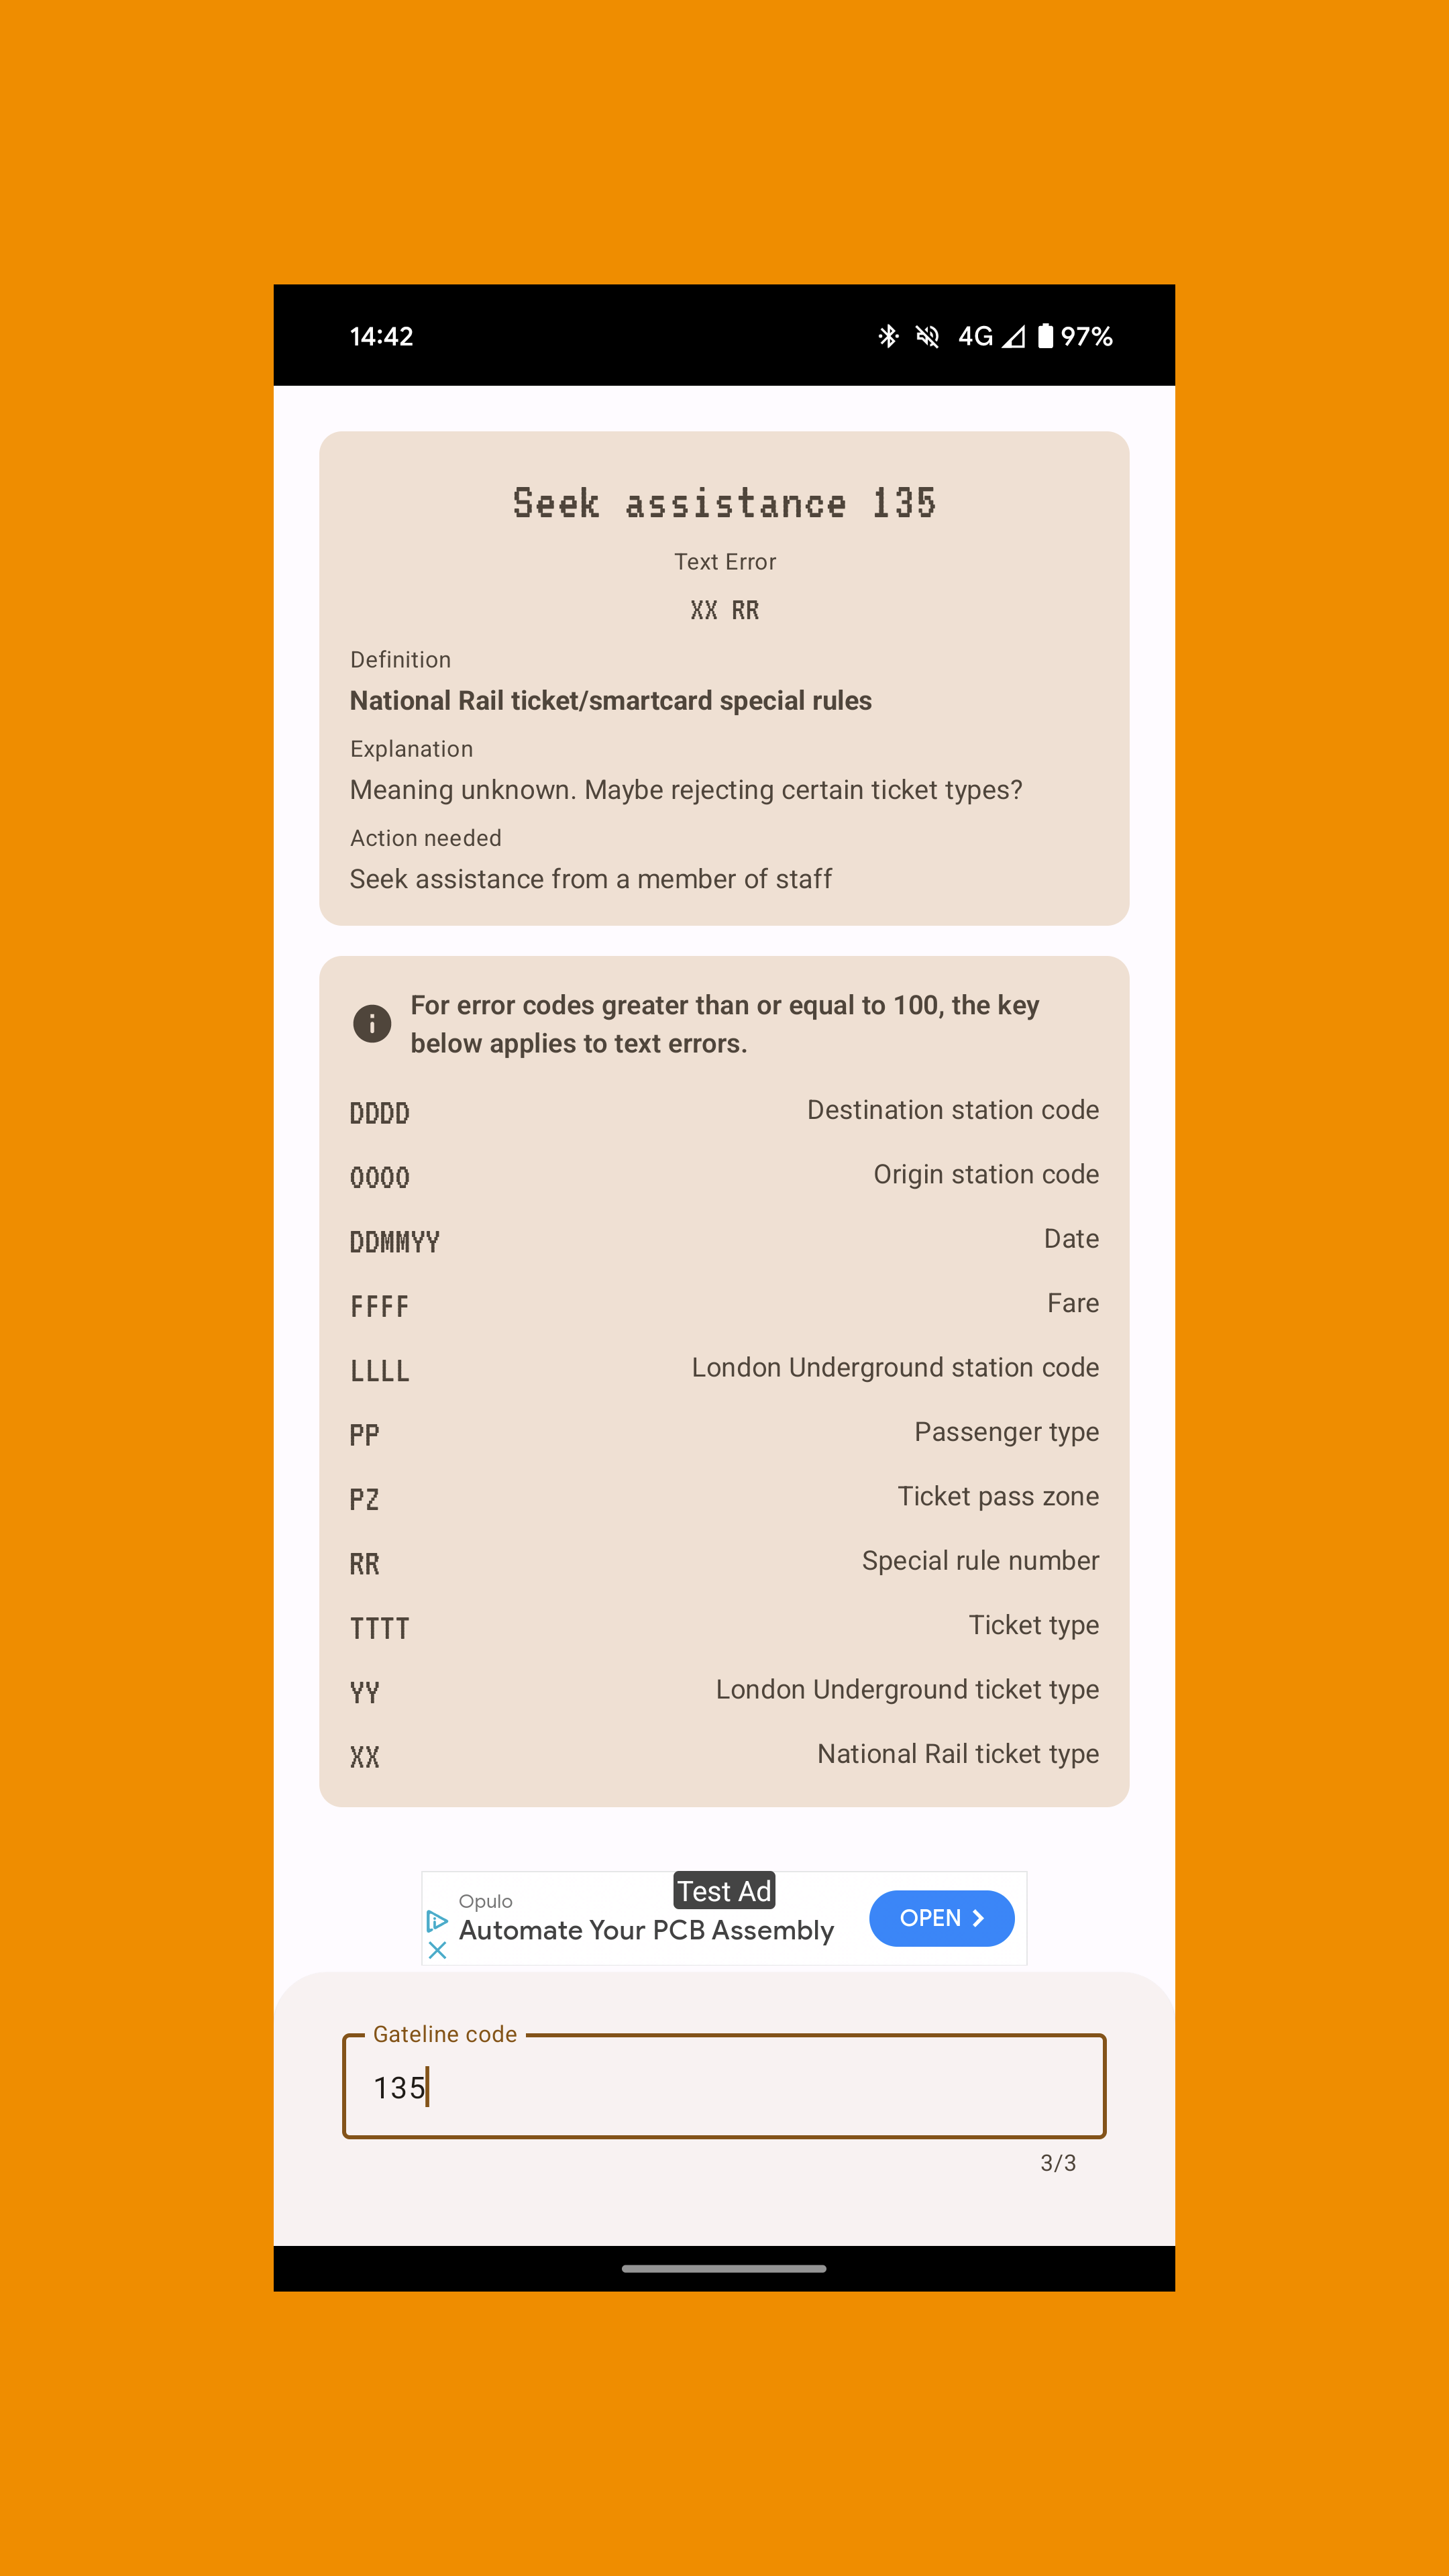 14:42
4G 97%
Seek assistance 135
Text Error
XX RR
Definition
National Rail ticket/smartcard special rules
Explanation
Meaning unknown. Maybe rejecting certain ticket types?
Action needed
Seek assistance from a member of staff
For error codes greater than or equal to 100, the key
below applies to text errors.
DDDD Destination station code
OOOO Origin station code
DDMMYY Date
FFFF Fare
LLLL London Underground station code
PP Passenger type
PZ Ticket pass zone
RR Special rule number
TTTT Ticket type
YY London Underground ticket type
XX National Rail ticket type
Test Ad
Opulo
Automate Your PCB Assembly
OPEN
Gateline code
135
3/3